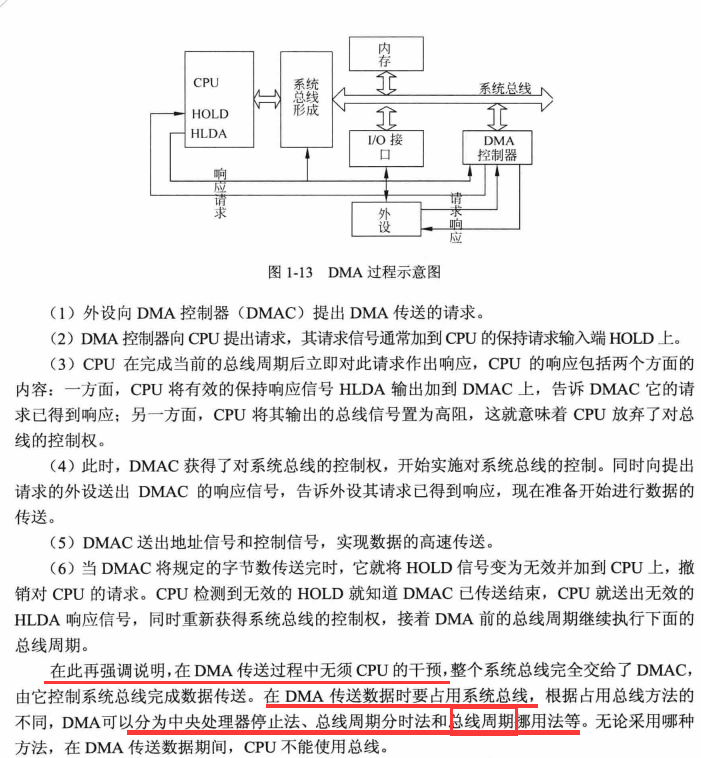 CPU
HOLD
HLDA
系统总线形成
内存
系统总线
I/O 接口
DMA
控制器
外设
响应
请求
请求
响应
图 1-13 DMA 过程示意图
（1）外设向 DMA 控制器（DMAC）提出 DMA 传送的请求。
（2）DMA 控制器向 CPU 提出请求，其请求信号通常加到 CPU 的保持请求输入端 HOLD 上。
（3）CPU 在完成当前的总线周期后立即对此请求作出响应，CPU 的响应包括两个方面的
内容：一方面，CPU 将有效的保持响应信号 HLDA 输出加到 DMAC 上，告诉 DMAC 它的请
求已得到响应；另一方面，CPU 将其输出的总线信号置为高阻，这就意味着 CPU 放弃了对总
线的控制权。
（4）此时，DMAC 获得了对系统总线的控制权，开始实施对系统总线的控制。同时向提出
请求的外设送出 DMAC 的响应信号，告诉外设其请求已得到响应，现在准备开始进行数据的
传送。
（5）DMAC 送出地址信号和控制信号，实现数据的高速传送。
（6）当 DMAC 将规定的字节数传送完时，它就将 HOLD 信号变为无效并加到 CPU 上，撤
销对 CPU 的请求。CPU 检测到无效的 HOLD 就知道 DMAC 已传送结束，CPU 就送出无效的
HLDA 响应信号，同时重新获得系统总线的控制权，接着 DMA 前的总线周期继续执行下面的
总线周期。
在此再强调说明，在 DMA 传送过程中无须 CPU 的干预，整个系统总线完全交给了 DMAC，
由它控制系统总线完成数据传送。在 DMA 传送数据时要占用系统总线，根据占用总线方法的
不同，DMA可以分为中央处理器停止法、总线周期分时法和总线周期挪用法等。无论采用哪种
方法，在 DMA 传送数据期间，CPU 不能使用总线。